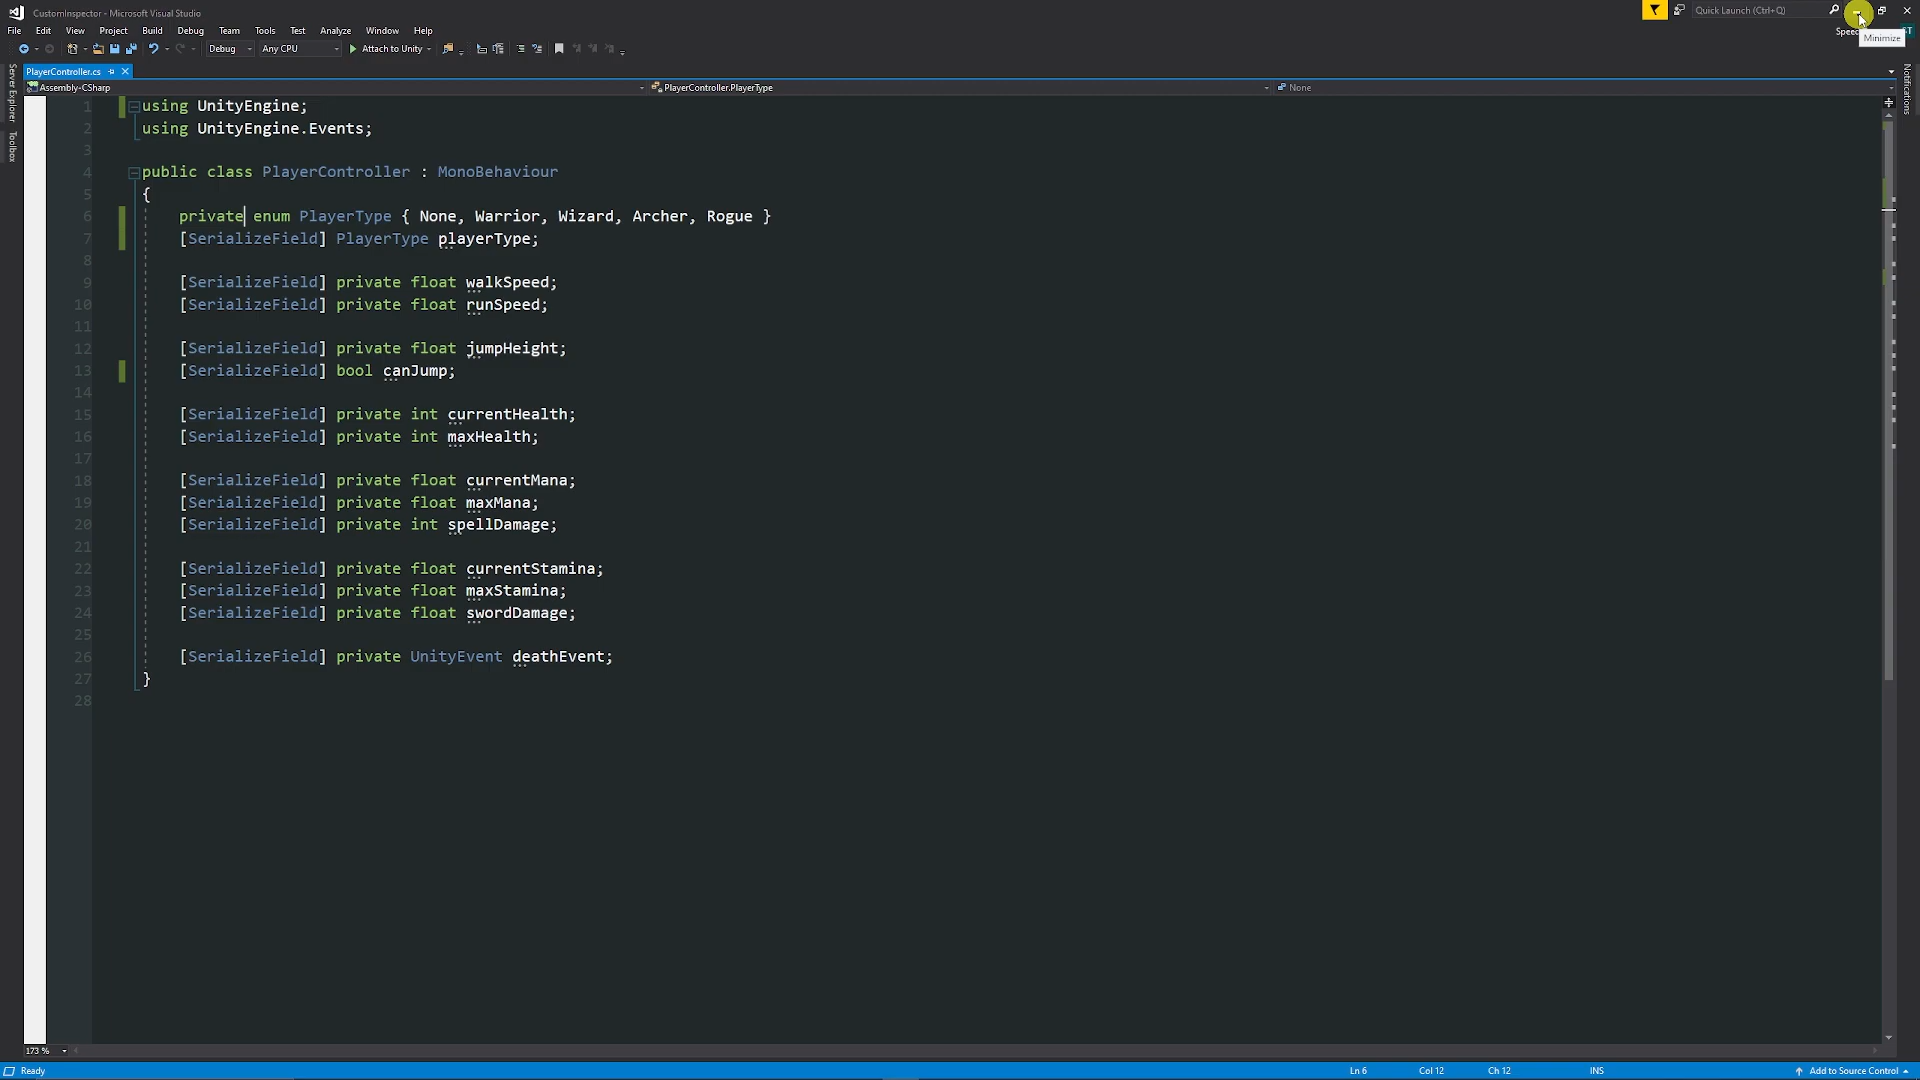 CustomInspector - Microsoft Visual Studio
Quick Launch (Ctrl+Q)
File Edit View Project Build Debug Team Tools Test Analyze Window Help
Minimize
Debug Any CPU Attach to Unity
PlayerController.cs
Assembly-CSharp PlayerController.PlayerType None
Server Explorer
Toolbox
Notifications
1 using UnityEngine;
2 using UnityEngine.Events;
3
4 public class PlayerController : MonoBehaviour
5 {
6 private enum PlayerType { None, Warrior, Wizard, Archer, Rogue }
7 [SerializeField] PlayerType playerType;
8
9 [SerializeField] private float walkSpeed;
10 [SerializeField] private float runSpeed;
11
12 [SerializeField] private float jumpHeight;
13 [SerializeField] bool canJump;
14
15 [SerializeField] private int currentHealth;
16 [SerializeField] private int maxHealth;
17
18 [SerializeField] private float currentMana;
19 [SerializeField] private float maxMana;
20 [SerializeField] private int spellDamage;
21
22 [SerializeField] private float currentStamina;
23 [SerializeField] private float maxStamina;
24 [SerializeField] private float swordDamage;
25
26 [SerializeField] private UnityEvent deathEvent;
27 }
28
173 %
Ready Ln 6 Col 12 Ch 12 INS Add to Source Control